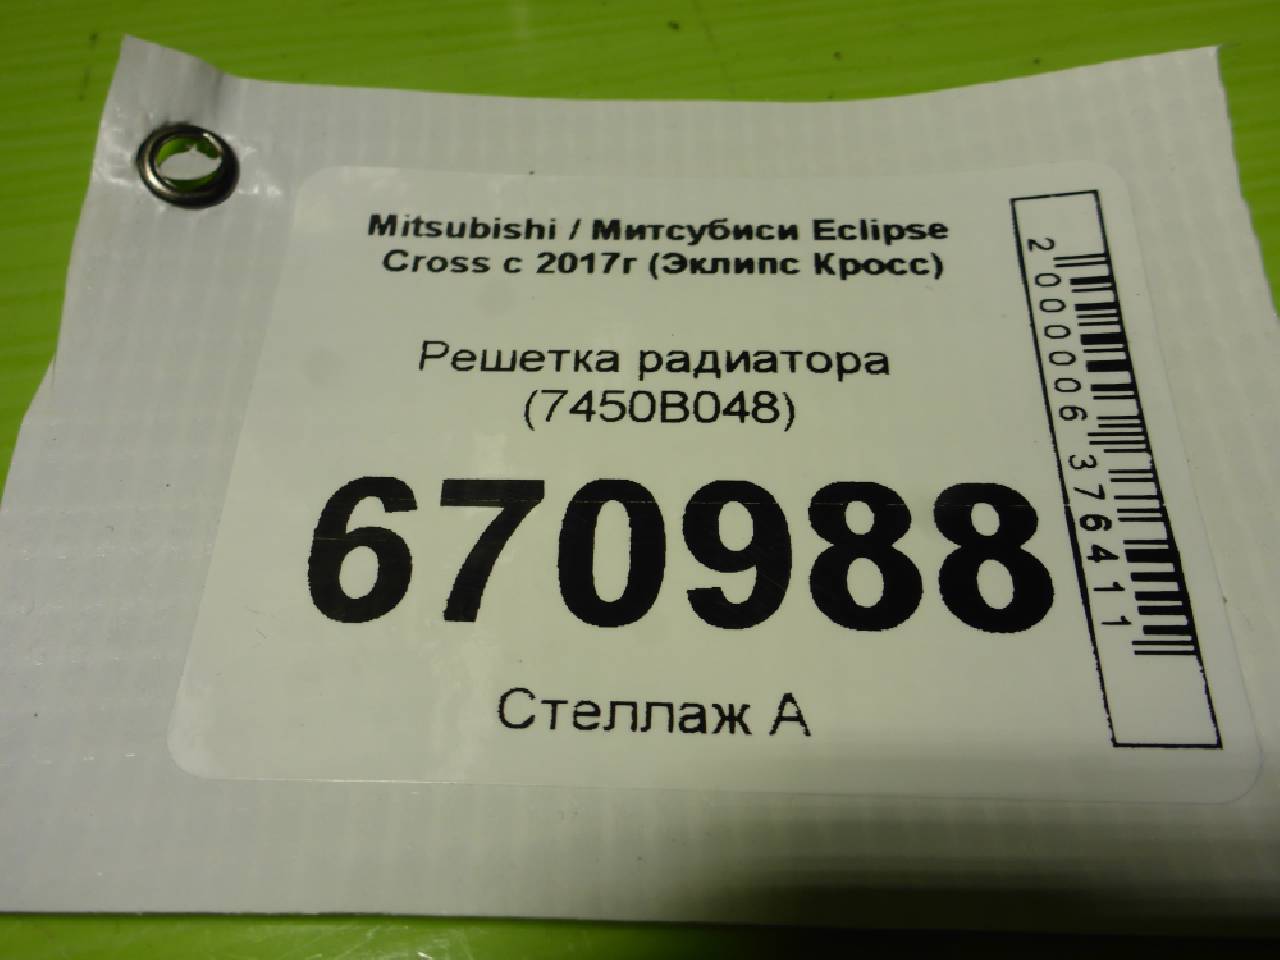 Mitsubishi / Митсубиси Eclipse
Cross с 2017г (Эклипс Кросс)
Решетка радиатора
(7450B048)
670988
Стеллаж А
2000006376411